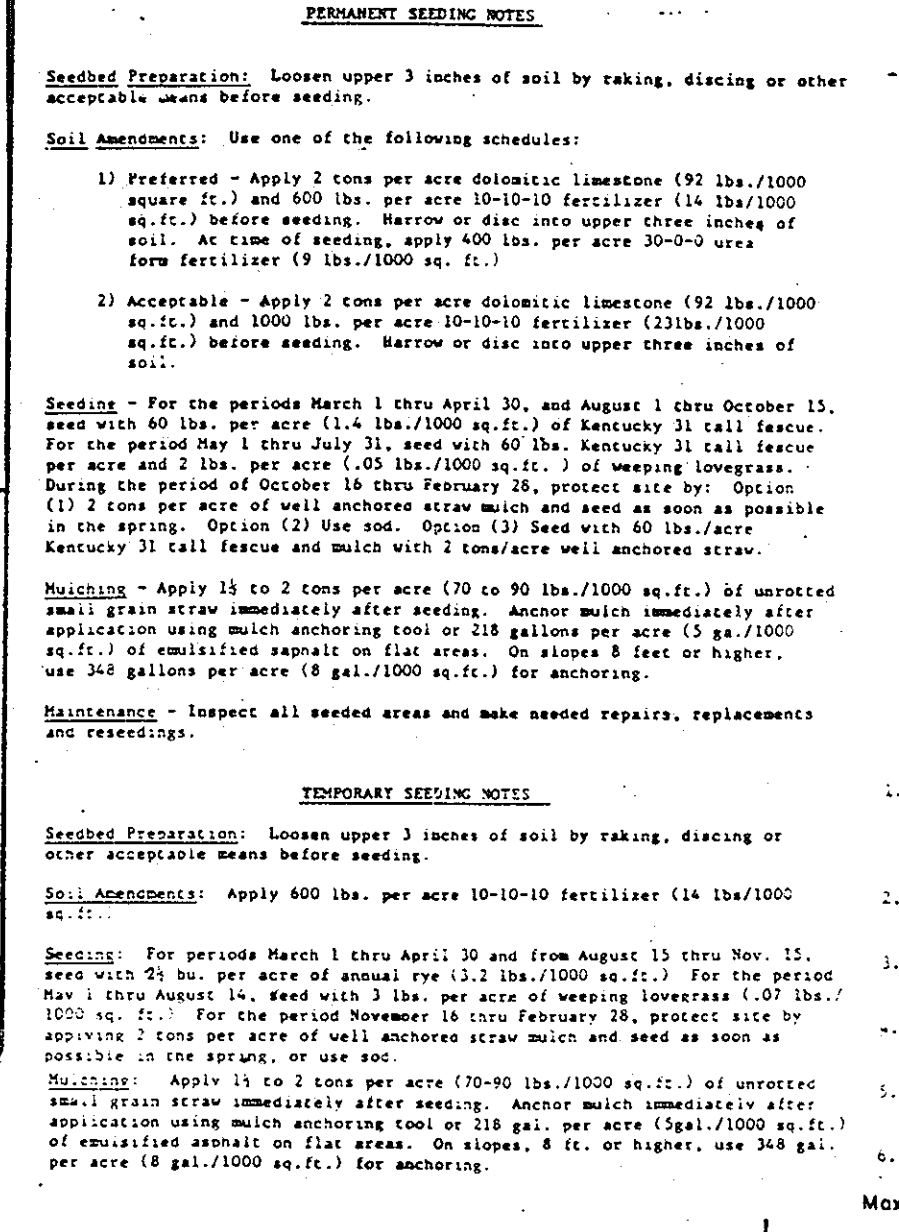 PERMANENT SEEDING NOTES
Seedbed Preparation: Loosen upper 3 inches of soil by raking, discing or other
acceptable means before seeding.
Soil Amendments: Use one of the following schedules:
1) Preferred - Apply 2 tons per acre dolomitic limestone (92 lbs./1000
square ft.) and 600 lbs. per acre 10-10-10 fertilizer (14 lbs/1000
sq.ft.) before seeding. Harrow or disc into upper three inches of
soil. At time of seeding, apply 400 lbs. per acre 30-0-0 urea
form fertilizer (9 lbs./1000 sq. ft.)
2) Acceptable - Apply 2 tons per acre dolomitic limestone (92 lbs./1000
sq.ft.) and 1000 lbs. per acre 10-10-10 fertilizer (23lbs./1000
sq.ft.) before seeding. Harrow or disc into upper three inches of
soil.
Seeding - For the periods March 1 thru April 30, and August 1 thru October 15,
seed with 60 lbs. per acre (1.4 lbs./1000 sq.ft.) of Kentucky 31 tall fescue.
For the period May 1 thru July 31, seed with 60 lbs. Kentucky 31 tall fescue
per acre and 2 lbs. per acre (.05 lbs./1000 sq.ft. ) of weeping lovegrass.
During the period of October 16 thru February 28, protect site by: Option
(1) 2 tons per acre of well anchored straw mulch and seed as soon as possible
in the spring. Option (2) Use sod. Option (3) Seed with 60 lbs./acre
Kentucky 31 tall fescue and mulch with 2 tons/acre well anchored straw.
Mulching - Apply 1½ to 2 tons per acre (70 to 90 lbs./1000 sq.ft.) of unrotted
small grain straw immediately after seeding. Anchor mulch immediately after
application using mulch anchoring tool or 218 gallons per acre (5 ga./1000
sq.ft.) of emulsified sapnalt on flat areas. On slopes 8 feet or higher,
use 348 gallons per acre (8 gal./1000 sq.ft.) for anchoring.
Maintenance - Inspect all seeded areas and make needed repairs, replacements
and reseedings.
TEMPORARY SEEDING NOTES
Seedbed Preparation: Loosen upper 3 inches of soil by raking, discing or
other acceptable means before seeding.
Soil Amendments: Apply 600 lbs. per acre 10-10-10 fertilizer (14 lbs/1000
sq.ft.)
Seeding: For periods March 1 thru April 30 and from August 15 thru Nov. 15,
seed with 2½ bu. per acre of annual rye (3.2 lbs./1000 sq.ft.) For the period
May 1 thru August 14, seed with 3 lbs. per acre of weeping lovegrass (.07 lbs./
1000 sq. ft.) For the period November 16 thru February 28, protect site by
applying 2 tons per acre of well anchored straw mulch and seed as soon as
possible in the spring, or use sod.
Mulching: Apply 1½ to 2 tons per acre (70-90 lbs./1000 sq.ft.) of unrotted
small grain straw immediately after seeding. Anchor mulch immediately after
application using mulch anchoring tool or 218 gal. per acre (5gal./1000 sq.ft.)
of emulsified asphalt on flat areas. On slopes, 8 ft. or higher, use 348 gal.
per acre (8 gal./1000 sq.ft.) for anchoring.
1.
2.
3.
5.
6.
Max